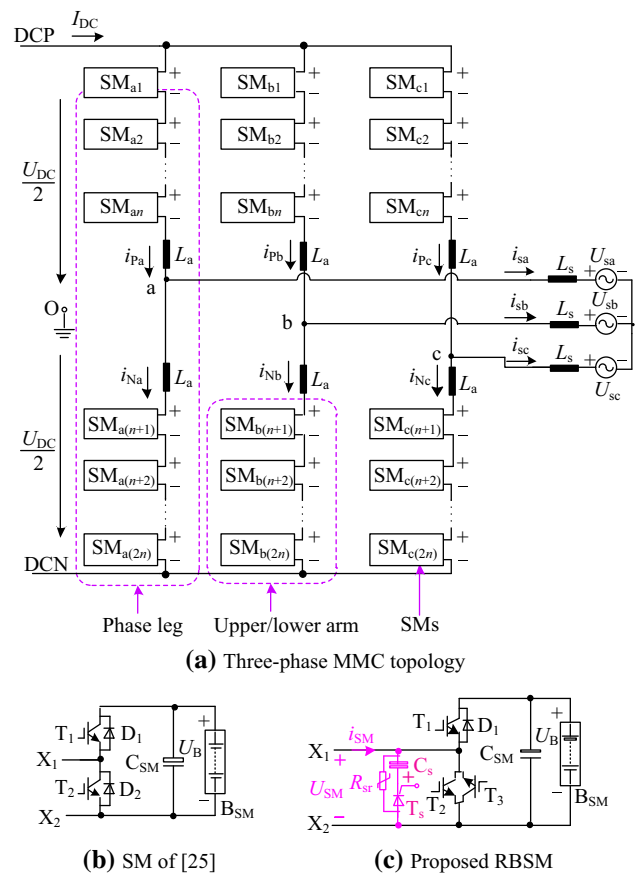 I_DC
DCP
SM_a1 + −
SM_b1 + −
SM_c1 + −
SM_a2 + −
SM_b2 + −
SM_c2 + −
U_DC/2
SM_an + −
SM_bn + −
SM_cn + −
i_Pa L_a
i_Pb L_a
i_Pc L_a
i_sa L_s + − U_sa
a
O
b
i_sb L_s + − U_sb
c
i_sc L_s + − U_sc
i_Na L_a
i_Nb L_a
i_Nc L_a
U_DC/2
SM_a(n+1) + −
SM_b(n+1) + −
SM_c(n+1) + −
SM_a(n+2) + −
SM_b(n+2) + −
SM_c(n+2) + −
SM_a(2n) + −
SM_b(2n) + −
SM_c(2n) + −
DCN
Phase leg
Upper/lower arm
SMs
(a) Three-phase MMC topology
T_1 D_1
X_1
T_2 D_2
X_2
C_SM
U_B + −
B_SM
(b) SM of [25]
T_1 D_1
i_SM
X_1
+
U_SM
−
X_2
R_sr
C_s
+
T_s
T_2
T_3
C_SM
U_B + −
B_SM
(c) Proposed RBSM